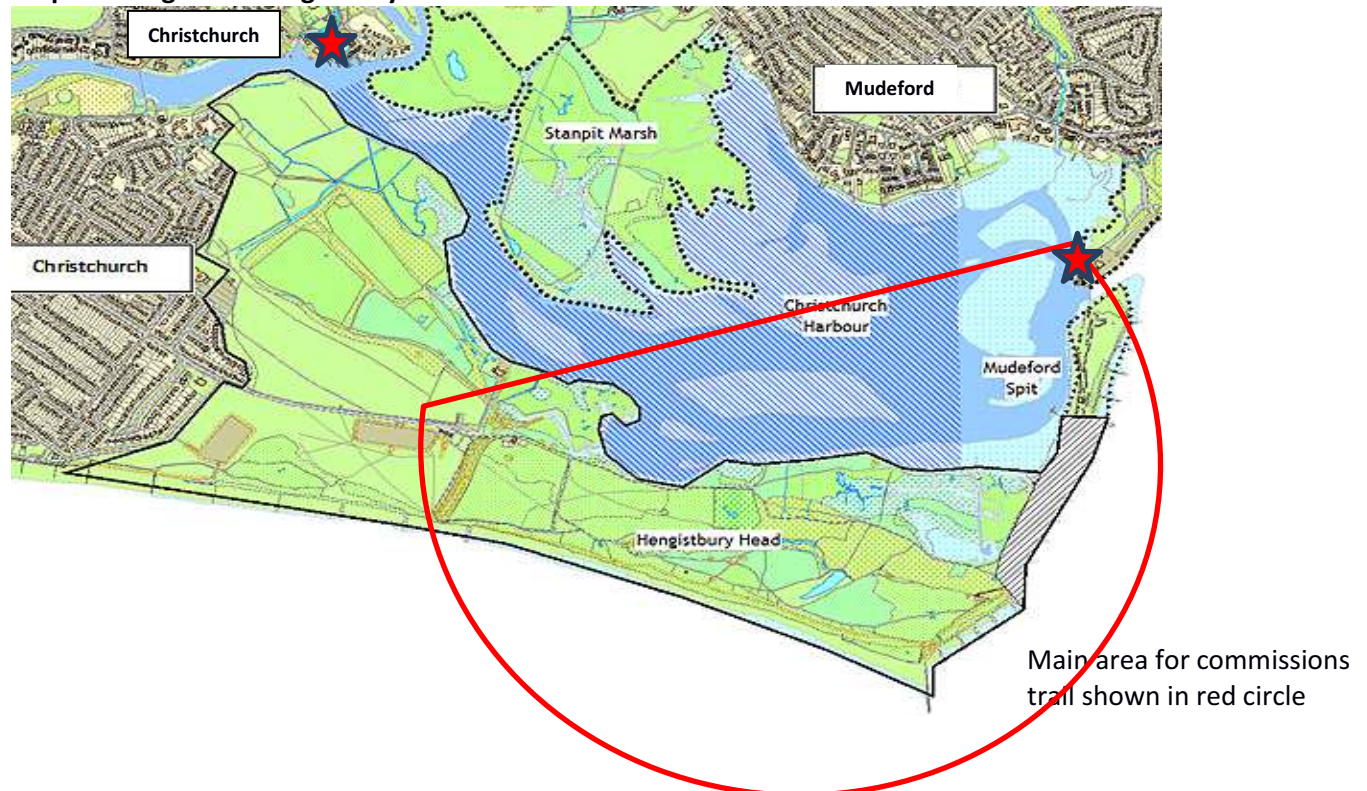 Christchurch
Mudeford
Stanpit Marsh
Christchurch
Christchurch
Harbour
Mudeford
Spit
Hengistbury Head
Main area for commissions
trail shown in red circle